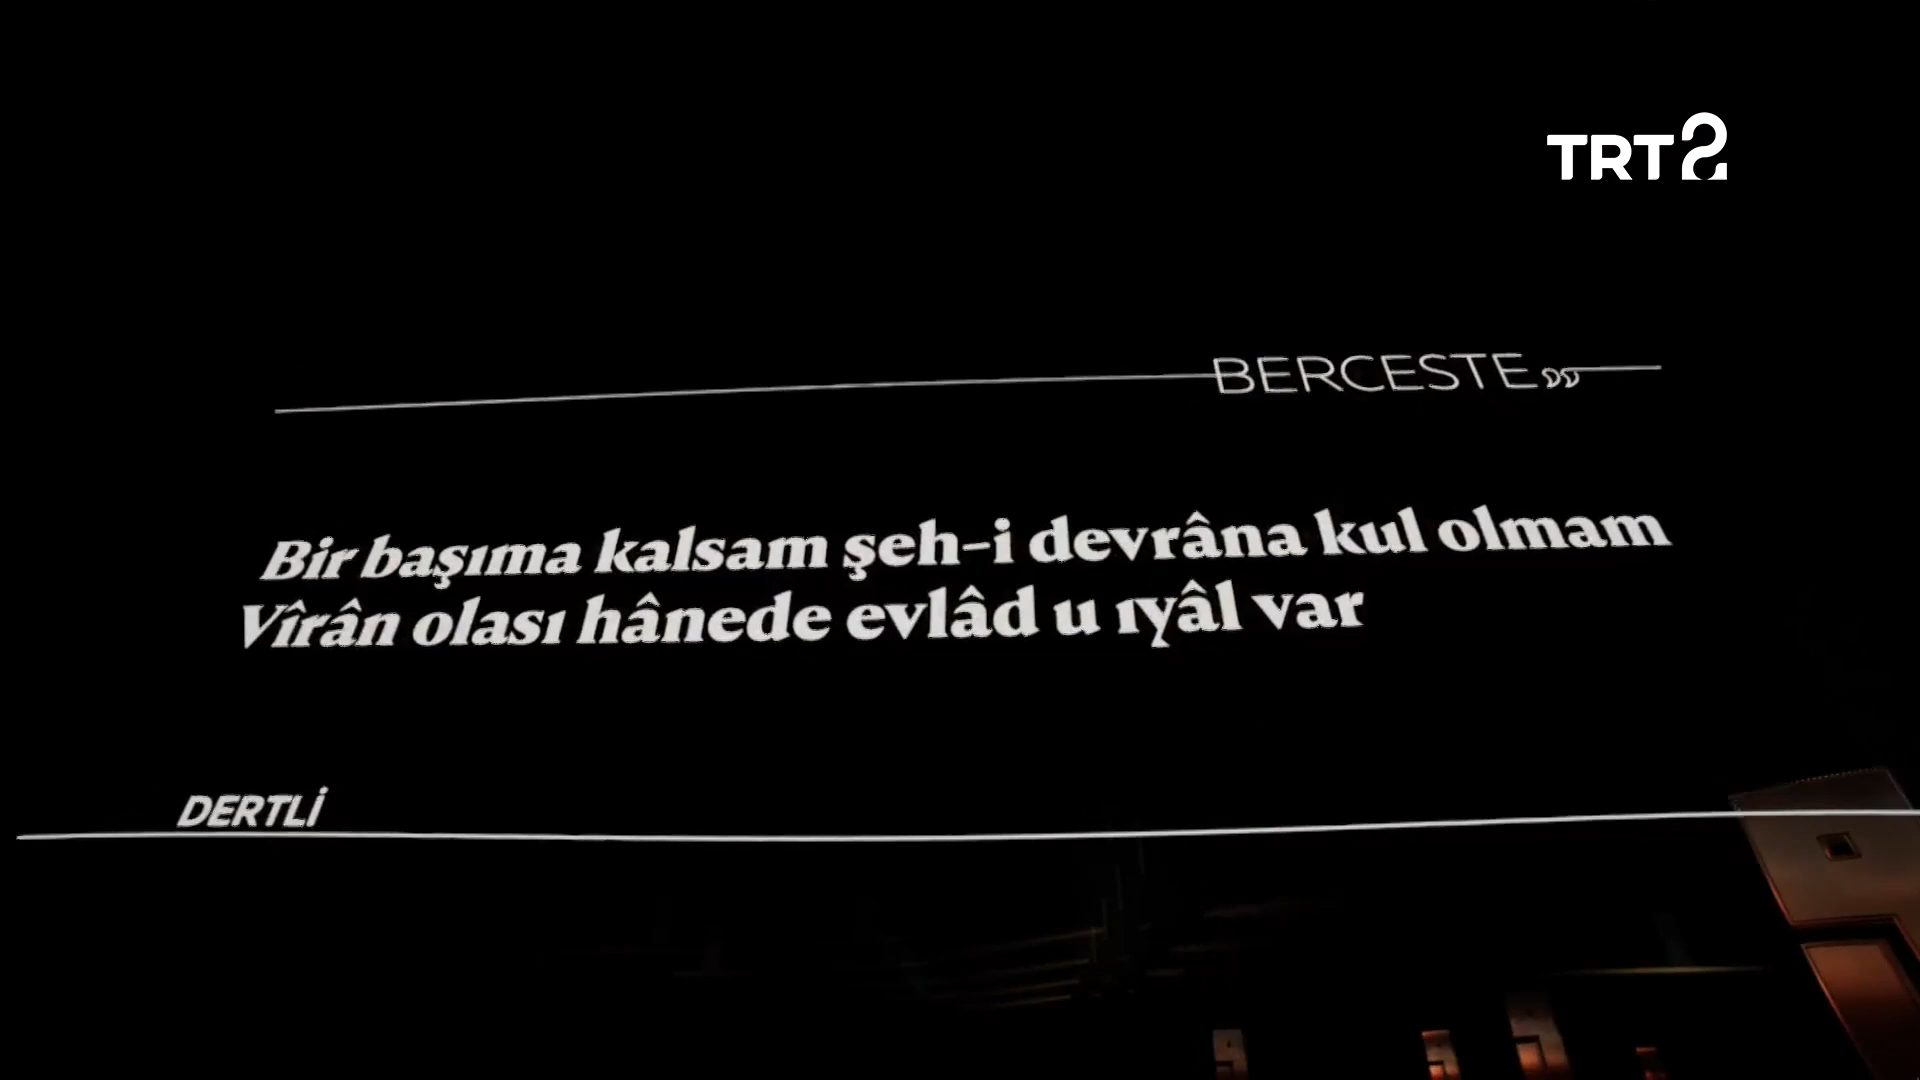 TRT2
BERCESTE
Bir başıma kalsam şeh-i devrâna kul olmam
Vîrân olası hânede evlâd u ıyâl var
DERTLİ